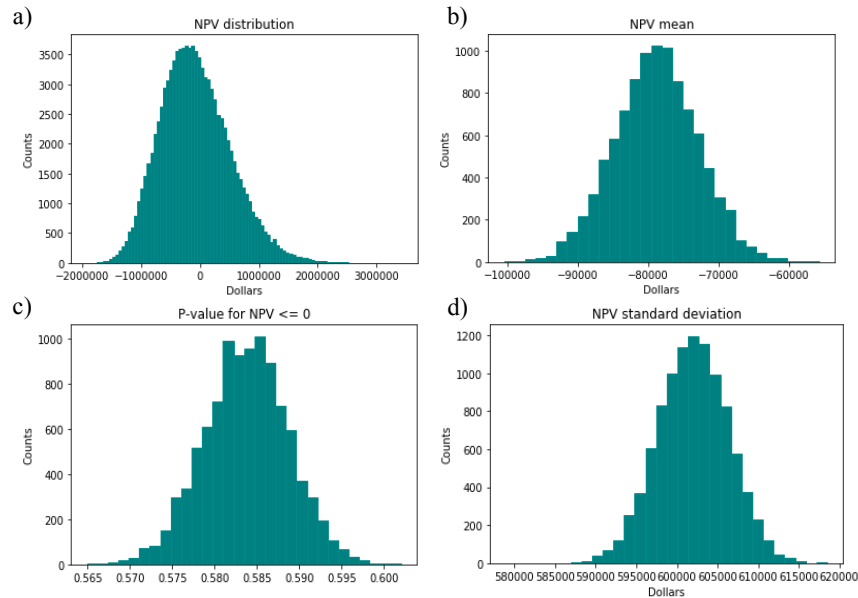 a)
NPV distribution
Counts
3500
3000
2500
2000
1500
1000
500
0
−2000000 −1000000 0 1000000 2000000 3000000
Dollars
b)
NPV mean
Counts
1000
800
600
400
200
0
−100000 −90000 −80000 −70000 −60000
Dollars
c)
P-value for NPV <= 0
Counts
1000
800
600
400
200
0
0.565 0.570 0.575 0.580 0.585 0.590 0.595 0.600
d)
NPV standard deviation
Counts
1200
1000
800
600
400
200
0
580000 585000 590000 595000 600000 605000 610000 615000 620000
Dollars